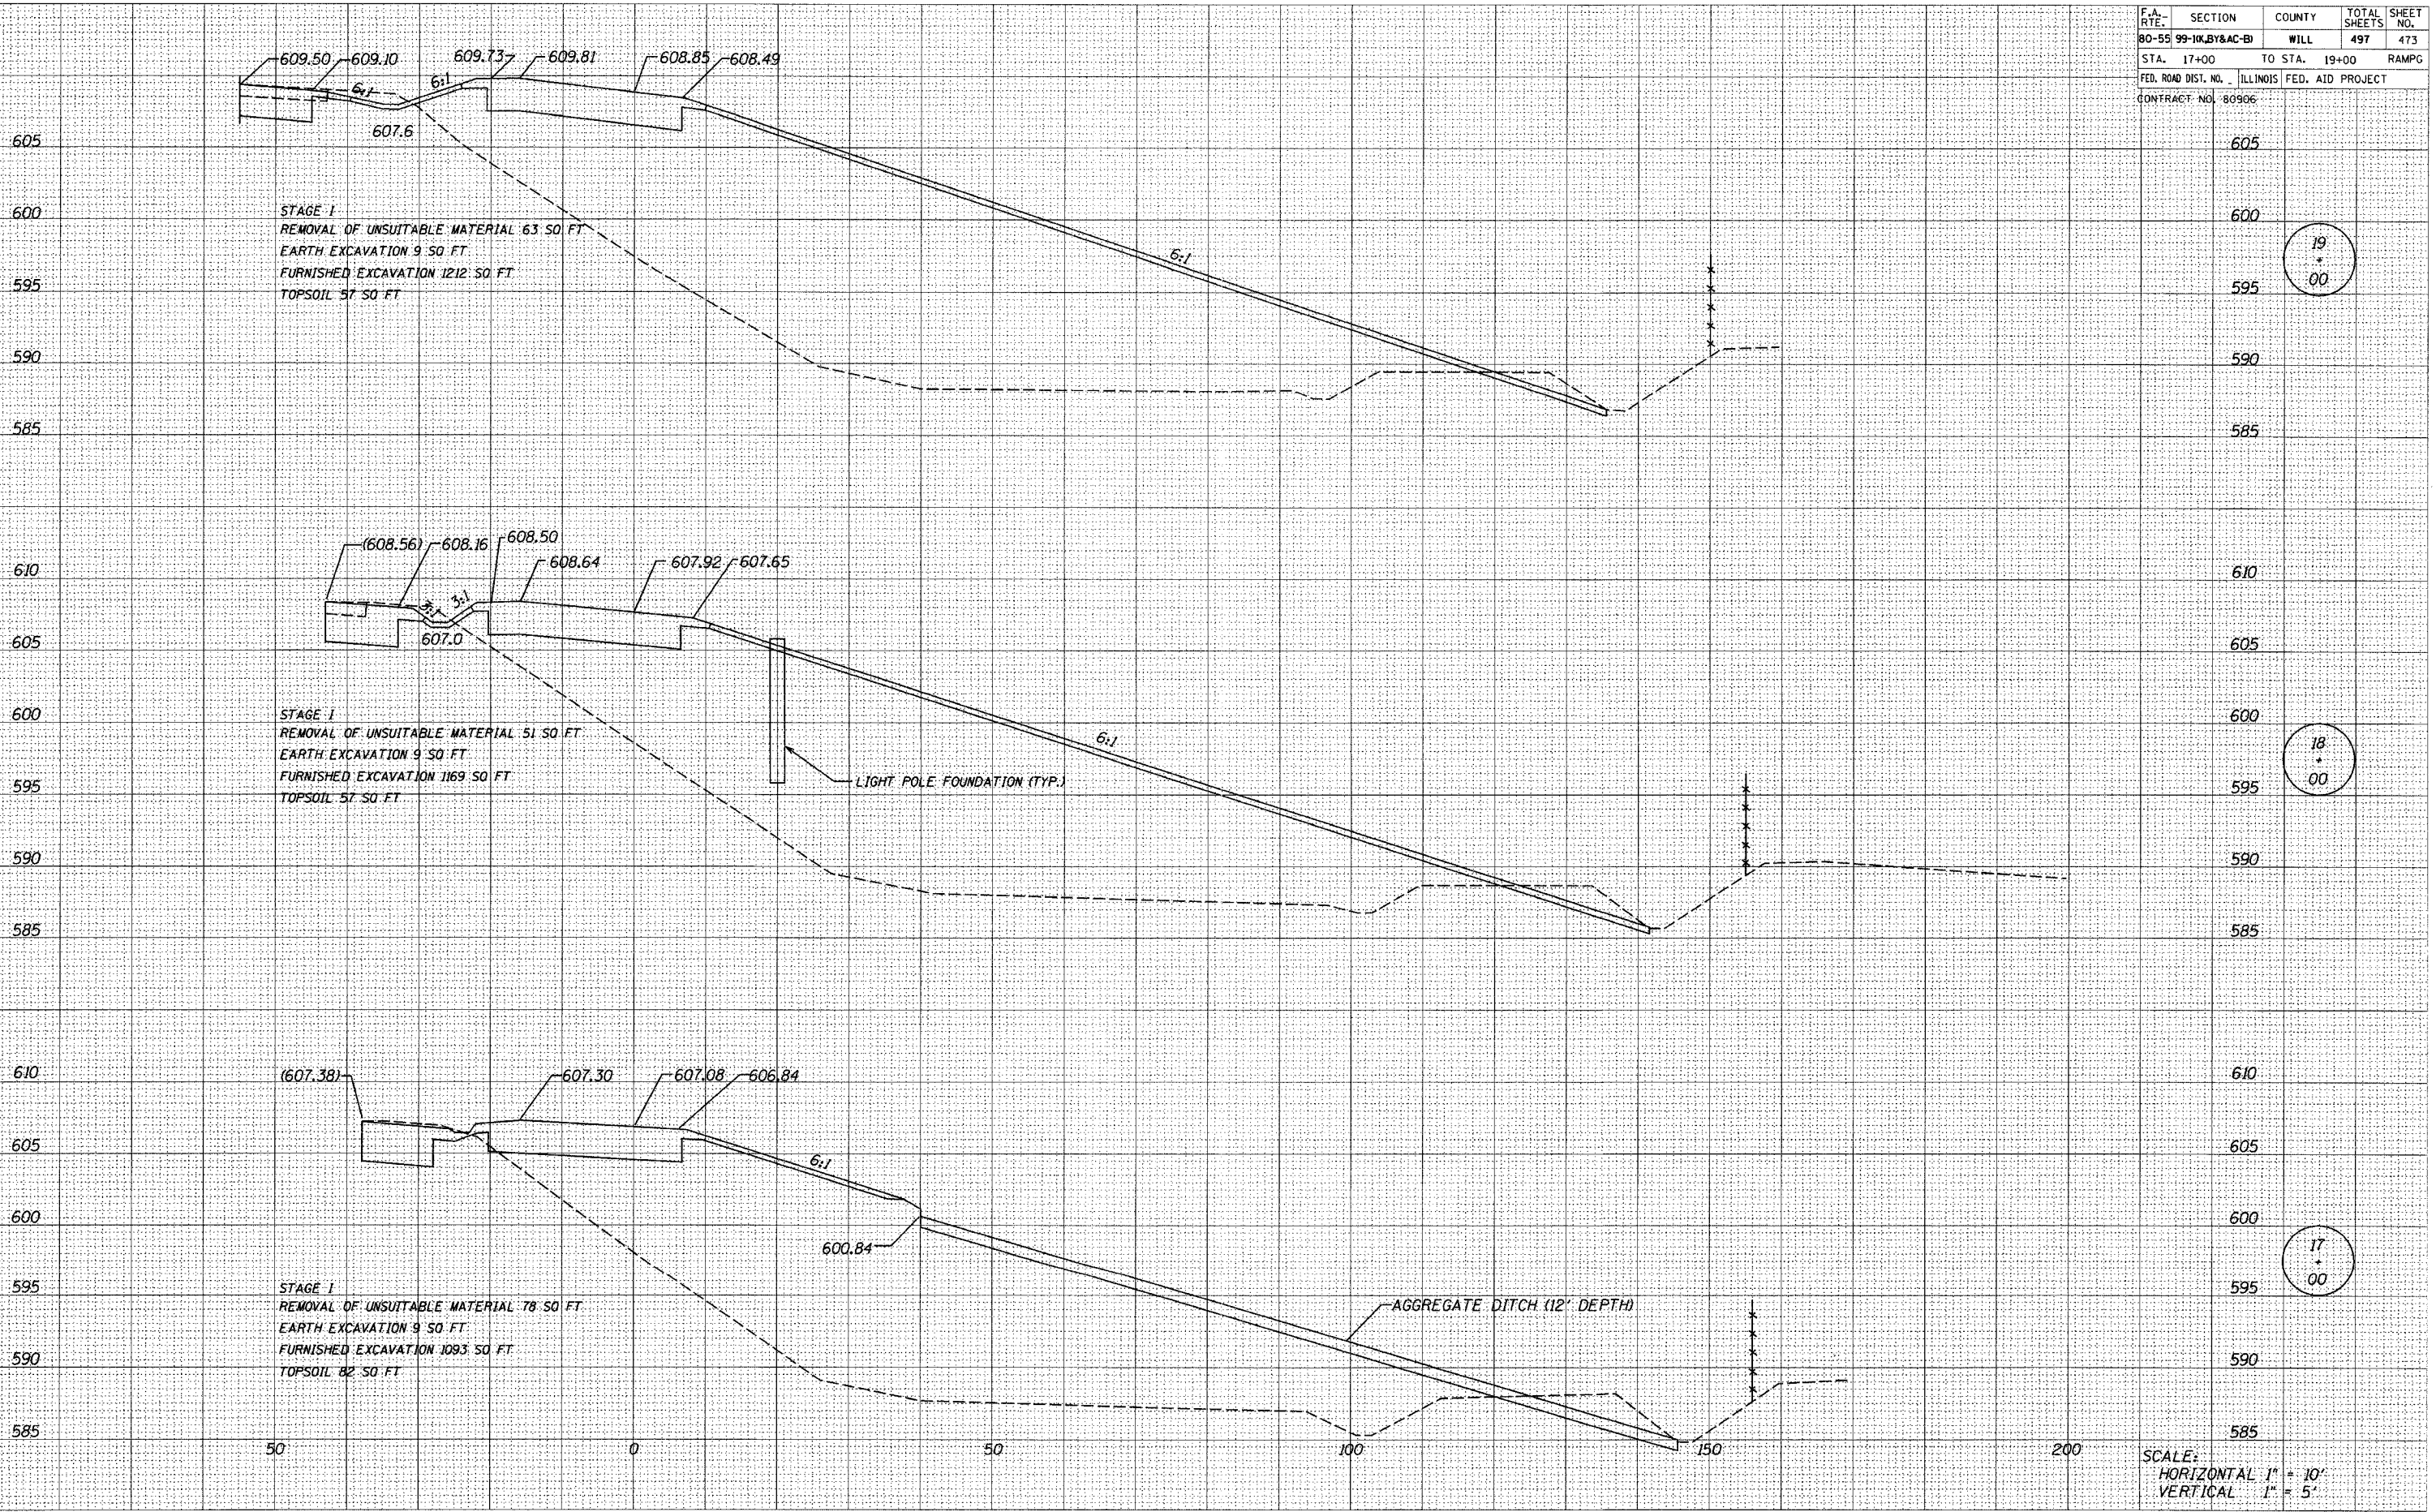 F.A. RTE. SECTION COUNTY TOTAL SHEETS SHEET NO.
80-55 99-1(K,BY&AC-B) WILL 497 473
STA. 17+00 TO STA. 19+00 RAMPG
FED. ROAD DIST. NO. _ ILLINOIS FED. AID PROJECT
CONTRACT NO. 80906
609.50 609.10 609.73 609.81 608.85 608.49
6:1 6:1
607.6
605 605
STAGE 1
REMOVAL OF UNSUITABLE MATERIAL 63 SQ FT
EARTH EXCAVATION 9 SQ FT
FURNISHED EXCAVATION 1212 SQ FT
TOPSOIL 57 SQ FT
600 600
6:1
19
+
00
595 595
590 590
585 585
(608.56) 608.16 608.50
608.64 607.92 607.65
610 610
3:1 3:1
607.0
605 605
STAGE 1
REMOVAL OF UNSUITABLE MATERIAL 51 SQ FT
EARTH EXCAVATION 9 SQ FT
FURNISHED EXCAVATION 1169 SQ FT
TOPSOIL 57 SQ FT
LIGHT POLE FOUNDATION (TYP.)
600 600
6:1
18
+
00
595 595
590 590
585 585
(607.38) 607.30 607.08 606.84
610 610
605 605
6:1
600 600
600.84
17
+
00
STAGE 1
REMOVAL OF UNSUITABLE MATERIAL 78 SQ FT
EARTH EXCAVATION 9 SQ FT
FURNISHED EXCAVATION 1093 SQ FT
TOPSOIL 82 SQ FT
595 595
AGGREGATE DITCH (12' DEPTH)
590 590
585 585
50 0 50 100 150 200
SCALE:
HORIZONTAL 1" = 10'
VERTICAL 1" = 5'